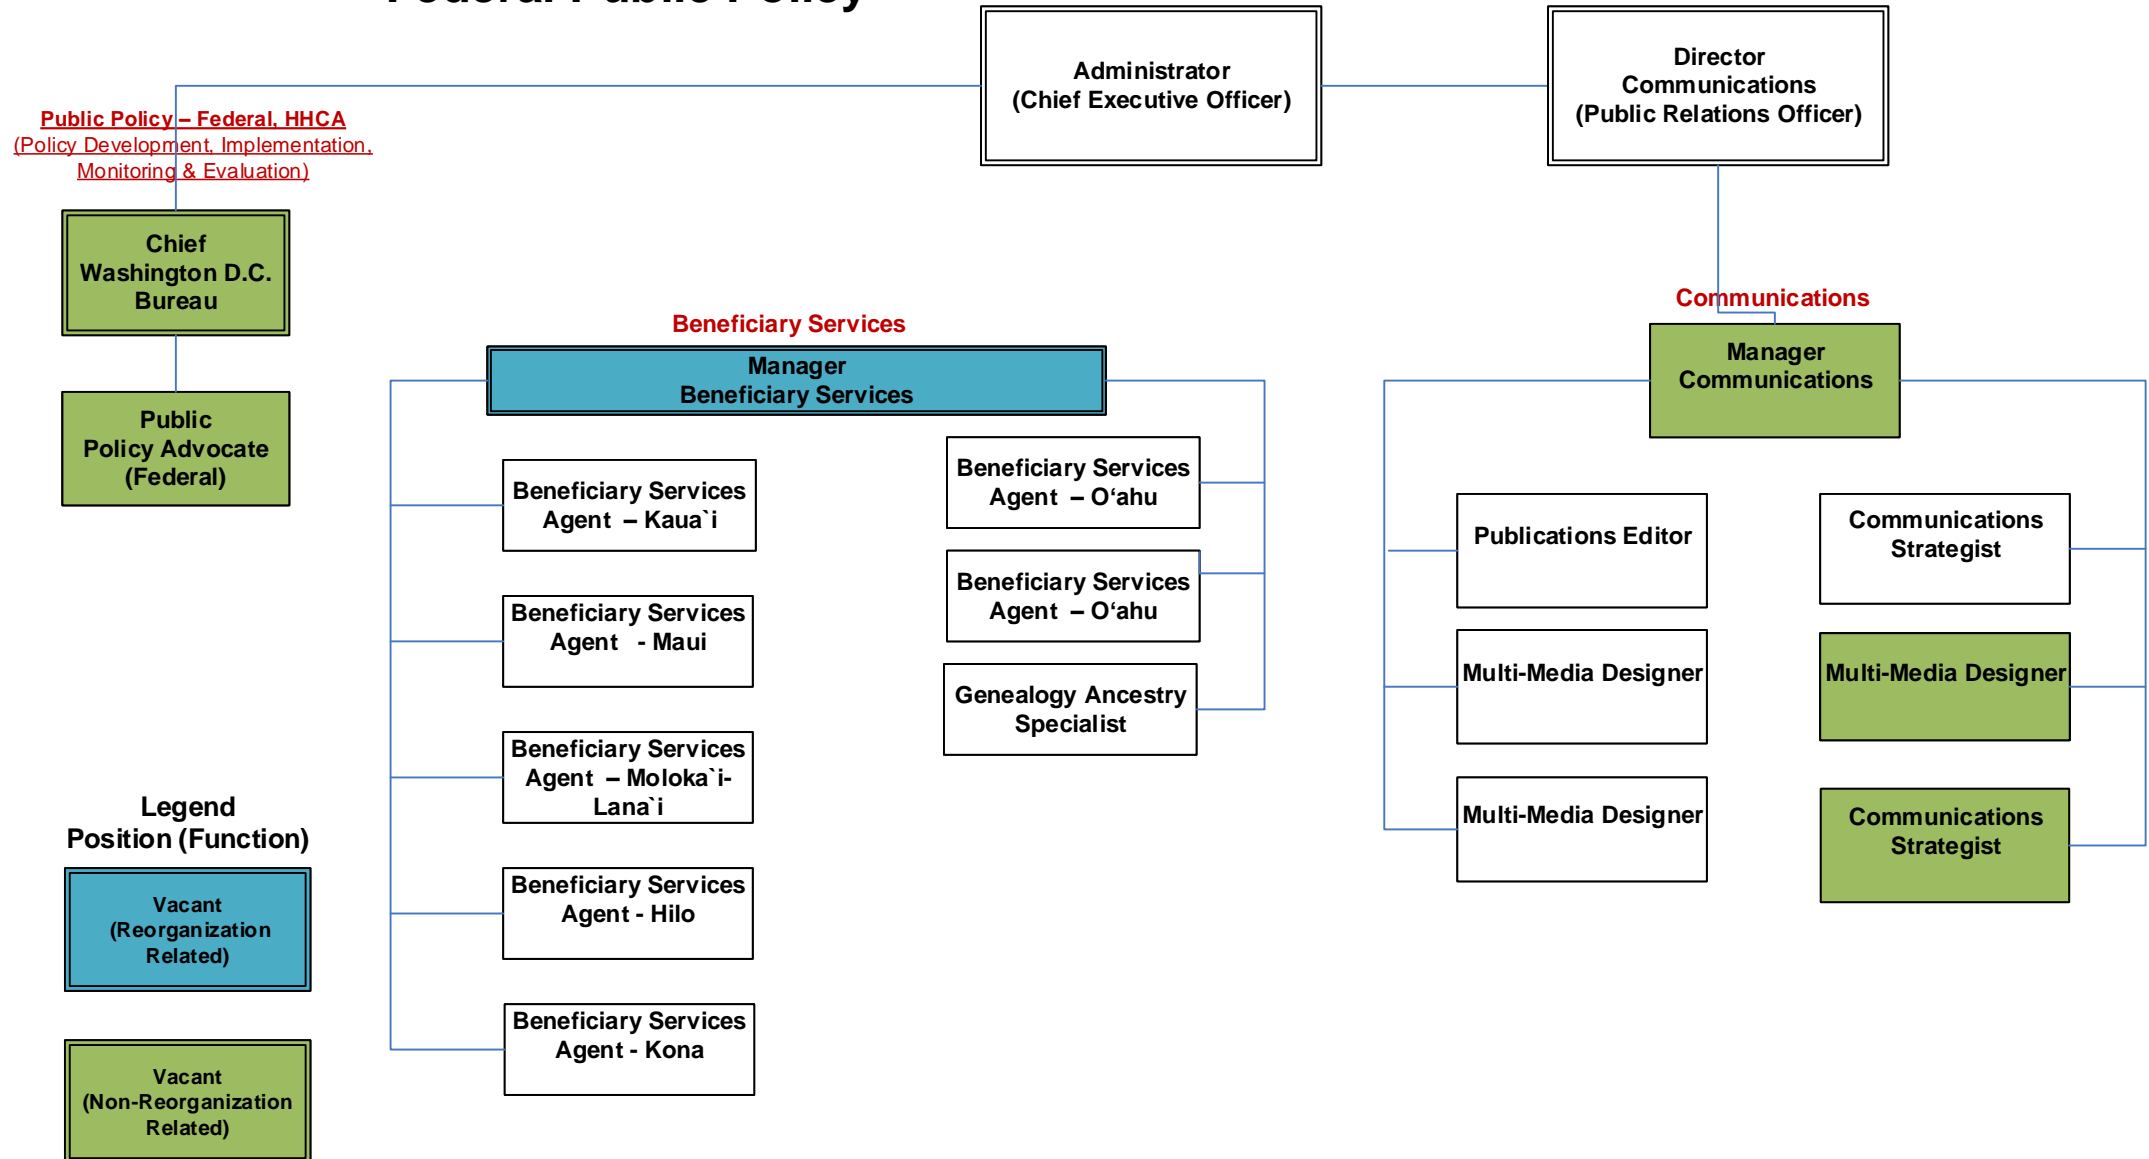 Federal Public Policy
Administrator
(Chief Executive Officer)
Director
Communications
(Public Relations Officer)
Public Policy – Federal, HHCA
(Policy Development, Implementation,
Monitoring & Evaluation)
Chief
Washington D.C.
Bureau
Public
Policy Advocate
(Federal)
Beneficiary Services
Manager
Beneficiary Services
Beneficiary Services
Agent – Kaua`i
Beneficiary Services
Agent - Maui
Beneficiary Services
Agent – Moloka`i-
Lana`i
Beneficiary Services
Agent - Hilo
Beneficiary Services
Agent - Kona
Beneficiary Services
Agent – O‘ahu
Beneficiary Services
Agent – O‘ahu
Genealogy Ancestry
Specialist
Communications
Manager
Communications
Publications Editor
Multi-Media Designer
Multi-Media Designer
Communications
Strategist
Multi-Media Designer
Communications
Strategist
Legend
Position (Function)
Vacant
(Reorganization
Related)
Vacant
(Non-Reorganization
Related)